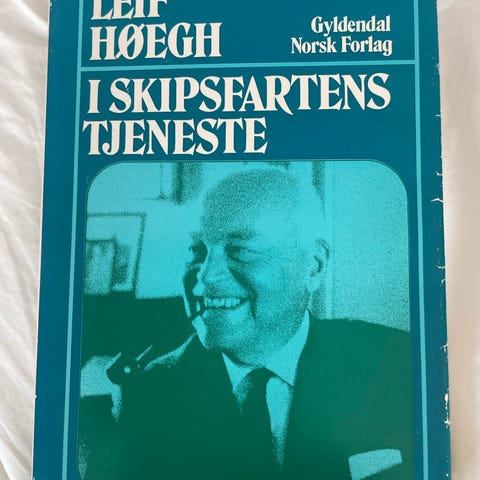 LEIF
HØEGH
Gyldendal
Norsk Forlag
I SKIPSFARTENS
TJENESTE